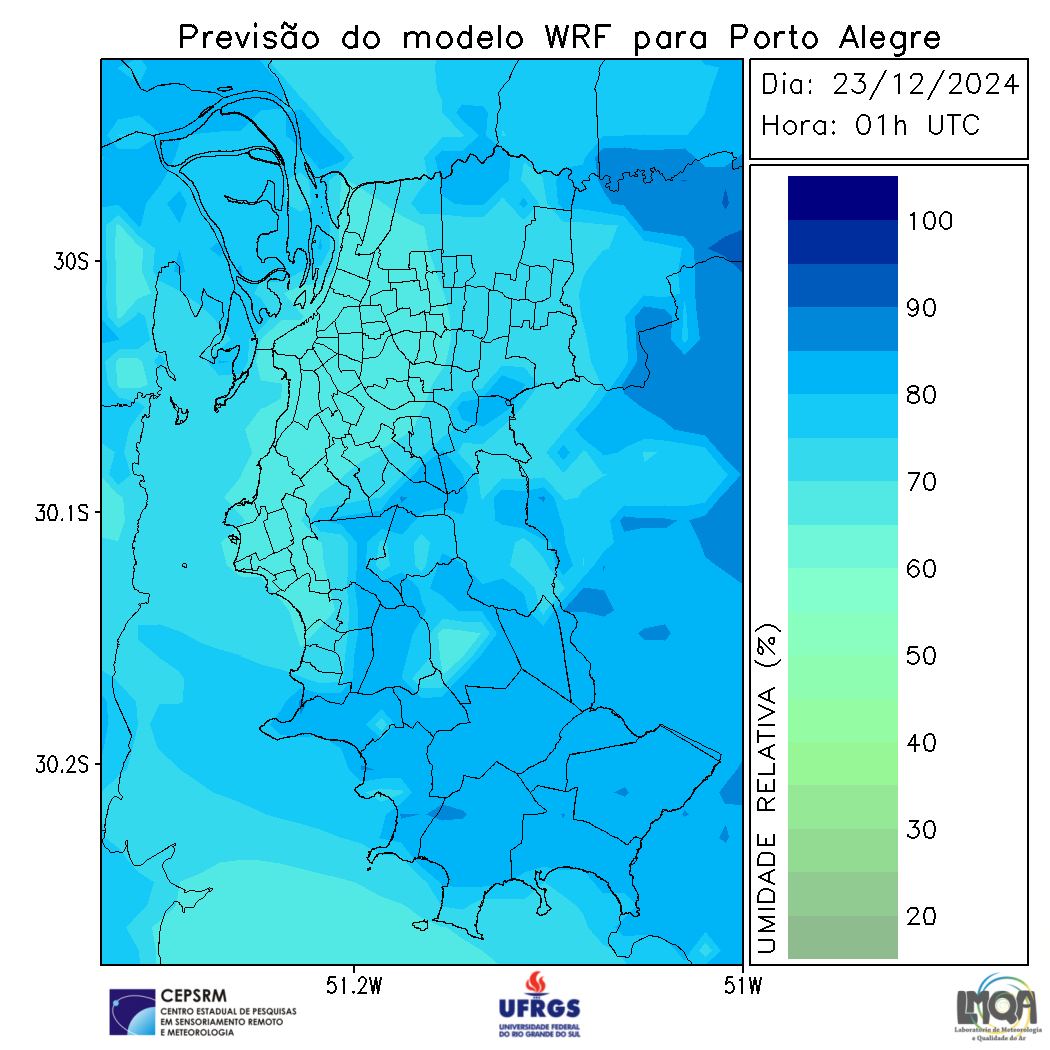 Previsão do modelo WRF para Porto Alegre
Dia: 23/12/2024
Hora: 01h UTC
30S
30.1S
30.2S
51.2W
51W
100
90
80
70
60
50
40
30
20
UMIDADE RELATIVA (%)
CEPSRM
CENTRO ESTADUAL DE PESQUISAS
EM SENSORIAMENTO REMOTO
E METEOROLOGIA
UFRGS
UNIVERSIDADE FEDERAL
DO RIO GRANDE DO SUL
LMQA
Laboratório de Meteorologia
e Qualidade do Ar